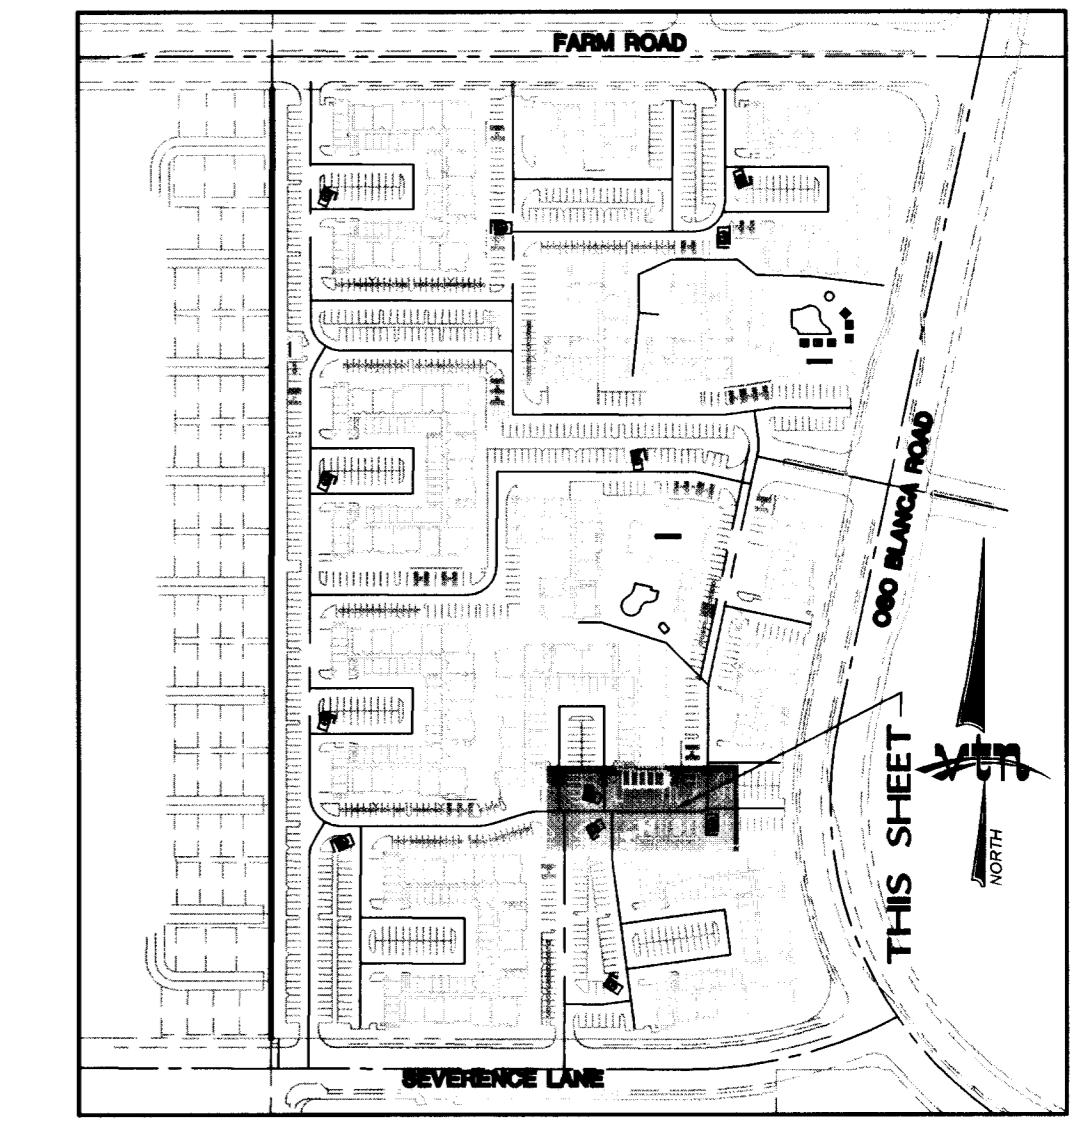 FARM ROAD
OSO BLANCA ROAD
THIS SHEET
VTN
NORTH
SEVERENCE LANE